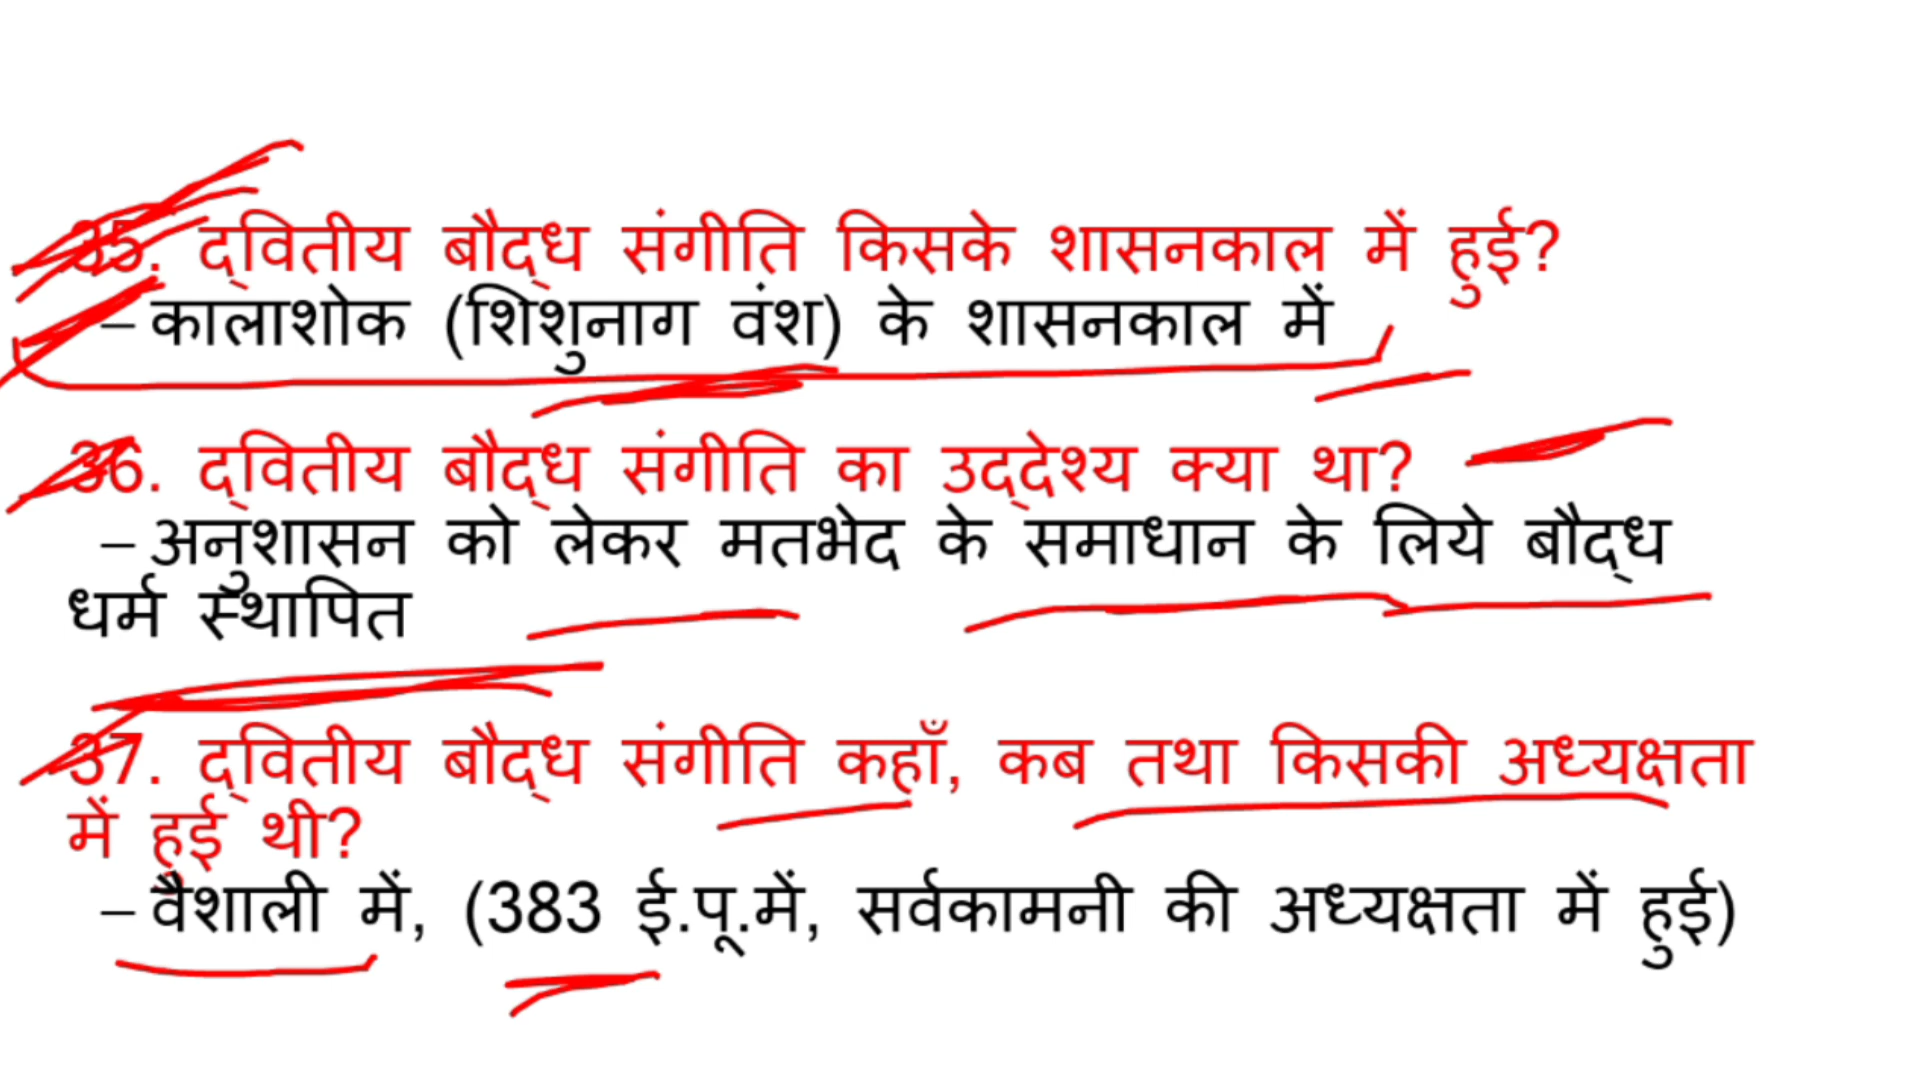 35. द्वितीय बौद्ध संगीति किसके शासनकाल में हुई?
– कालाशोक (शिशुनाग वंश) के शासनकाल में
36. द्वितीय बौद्ध संगीति का उद्देश्य क्या था?
– अनुशासन को लेकर मतभेद के समाधान के लिये बौद्ध
धर्म स्थापित
37. द्वितीय बौद्ध संगीति कहाँ, कब तथा किसकी अध्यक्षता
में हुई थी?
– वैशाली में, (383 ई.पू.में, सर्वकामनी की अध्यक्षता में हुई)